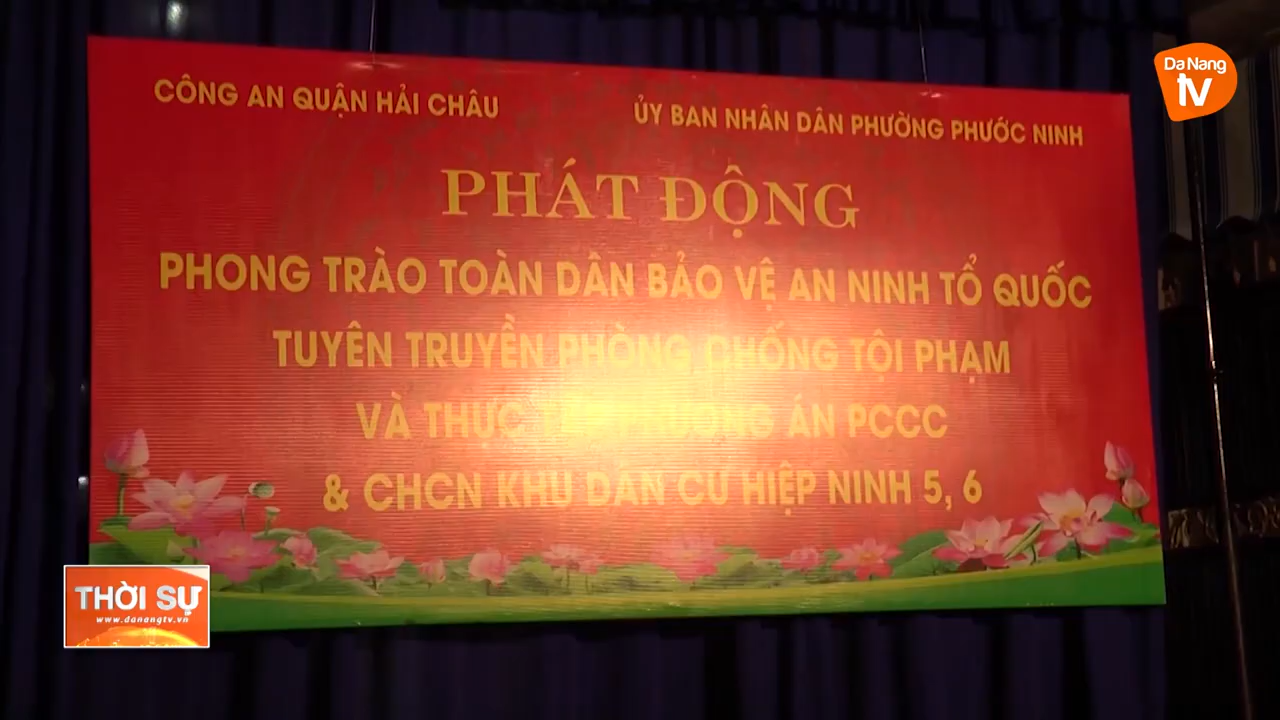 CÔNG AN QUẬN HẢI CHÂU
ỦY BAN NHÂN DÂN PHƯỜNG PHƯỚC NINH
PHÁT ĐỘNG
PHONG TRÀO TOÀN DÂN BẢO VỆ AN NINH TỔ QUỐC
TUYÊN TRUYỀN PHÒNG CHỐNG TỘI PHẠM
VÀ THỰC TẬP PHƯƠNG ÁN PCCC
& CHCN KHU DÂN CƯ HIỆP NINH 5, 6
Da Nang
tv
THỜI SỰ
www.danangtv.vn